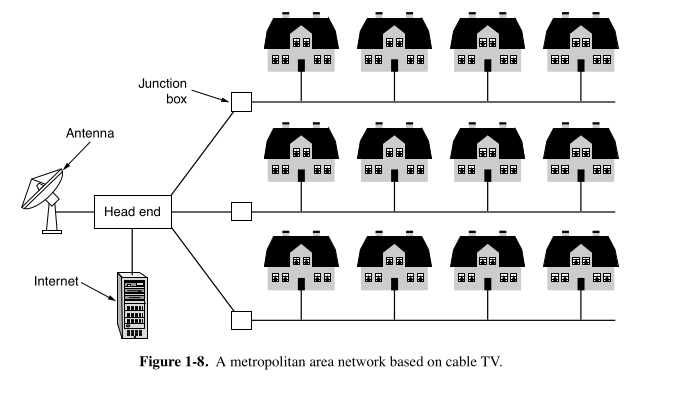 Junction
box
Antenna
Head end
Internet
Figure 1-8. A metropolitan area network based on cable TV.